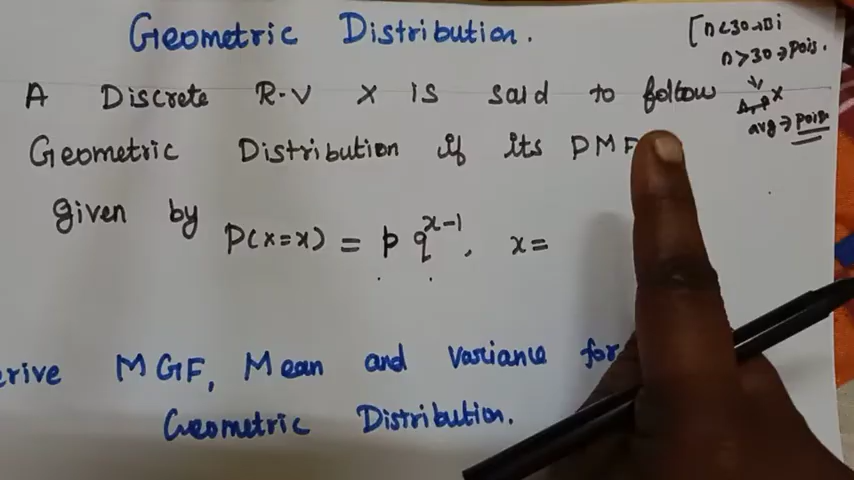 Geometric Distribution.
[n<30→Bi
n>30→pois.
avg→pois
A Discrete R.V X is said to follow
Geometric Distribution if its PMF
given by P(x=x) = p q^{x-1}, x=
erive MGF, Mean and variance for
Geometric Distribution.